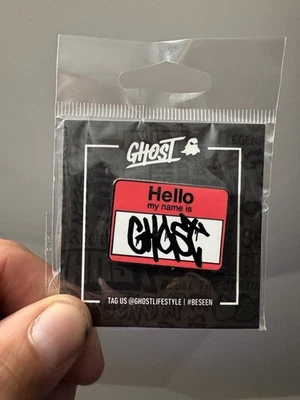 GHOST
Hello
my name is
GHOST
TAG US @GHOSTLIFESTYLE | #BESEEN